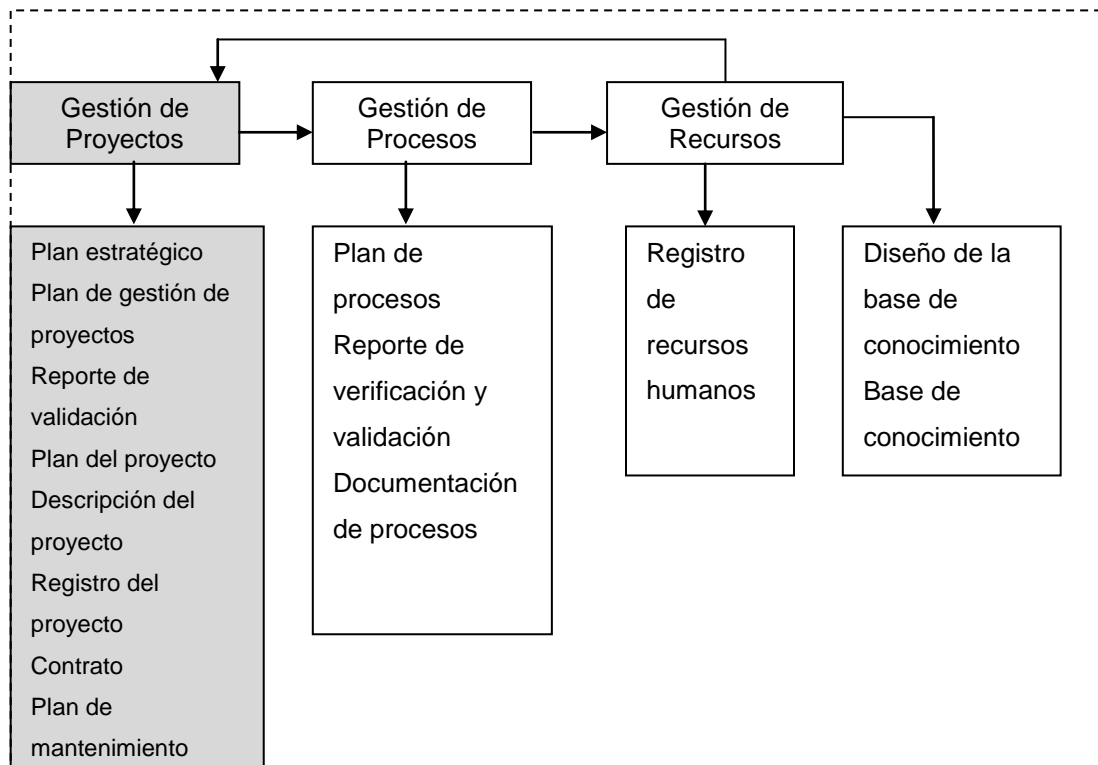 Gestión de
Proyectos
Gestión de
Procesos
Gestión de
Recursos
Plan estratégico
Plan de gestión de
proyectos
Reporte de
validación
Plan del proyecto
Descripción del
proyecto
Registro del
proyecto
Contrato
Plan de
mantenimiento
Plan de
procesos
Reporte de
verificación y
validación
Documentación
de procesos
Registro
de
recursos
humanos
Diseño de la
base de
conocimiento
Base de
conocimiento